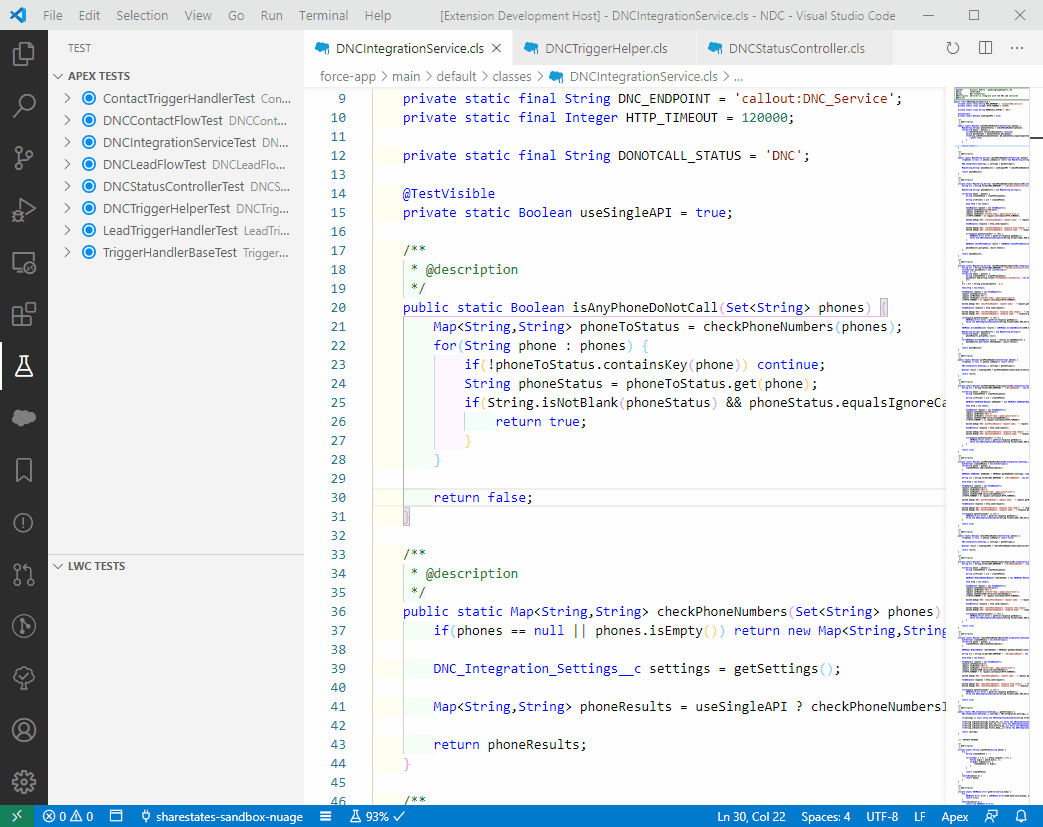 File Edit Selection View Go Run Terminal Help [Extension Development Host] - DNCIntegrationService.cls - NDC - Visual Studio Code
TEST
APEX TESTS
ContactTriggerHandlerTest Con...
DNCContactFlowTest DNCCont...
DNCIntegrationServiceTest DN...
DNCLeadFlowTest DNCLeadFlo...
DNCStatusControllerTest DNCS...
DNCTriggerHelperTest DNCTrig...
LeadTriggerHandlerTest LeadTri...
TriggerHandlerBaseTest Trigger...
LWC TESTS
DNCIntegrationService.cls DNCTriggerHelper.cls DNCStatusController.cls
force-app > main > default > classes > DNCIntegrationService.cls > ...
9 private static final String DNC_ENDPOINT = 'callout:DNC_Service';
10 private static final Integer HTTP_TIMEOUT = 120000;
11
12 private static final String DONOTCALL_STATUS = 'DNC';
13
14 @TestVisible
15 private static Boolean useSingleAPI = true;
16
17 /**
18 * @description
19 */
20 public static Boolean isAnyPhoneDoNotCall(Set<String> phones) {
21 Map<String,String> phoneToStatus = checkPhoneNumbers(phones);
22 for(String phone : phones) {
23 if(!phoneToStatus.containsKey(phone)) continue;
24 String phoneStatus = phoneToStatus.get(phone);
25 if(String.isNotBlank(phoneStatus) && phoneStatus.equalsIgnoreCa
26 return true;
27 }
28 }
29
30 return false;
31 }
32
33 /**
34 * @description
35 */
36 public static Map<String,String> checkPhoneNumbers(Set<String> phones)
37 if(phones == null || phones.isEmpty()) return new Map<String,String
38
39 DNC_Integration_Settings__c settings = getSettings();
40
41 Map<String,String> phoneResults = useSingleAPI ? checkPhoneNumbers
42
43 return phoneResults;
44 }
45
46 /**
0 0 sharestates-sandbox-nuage 93% Ln 30, Col 22 Spaces: 4 UTF-8 LF Apex